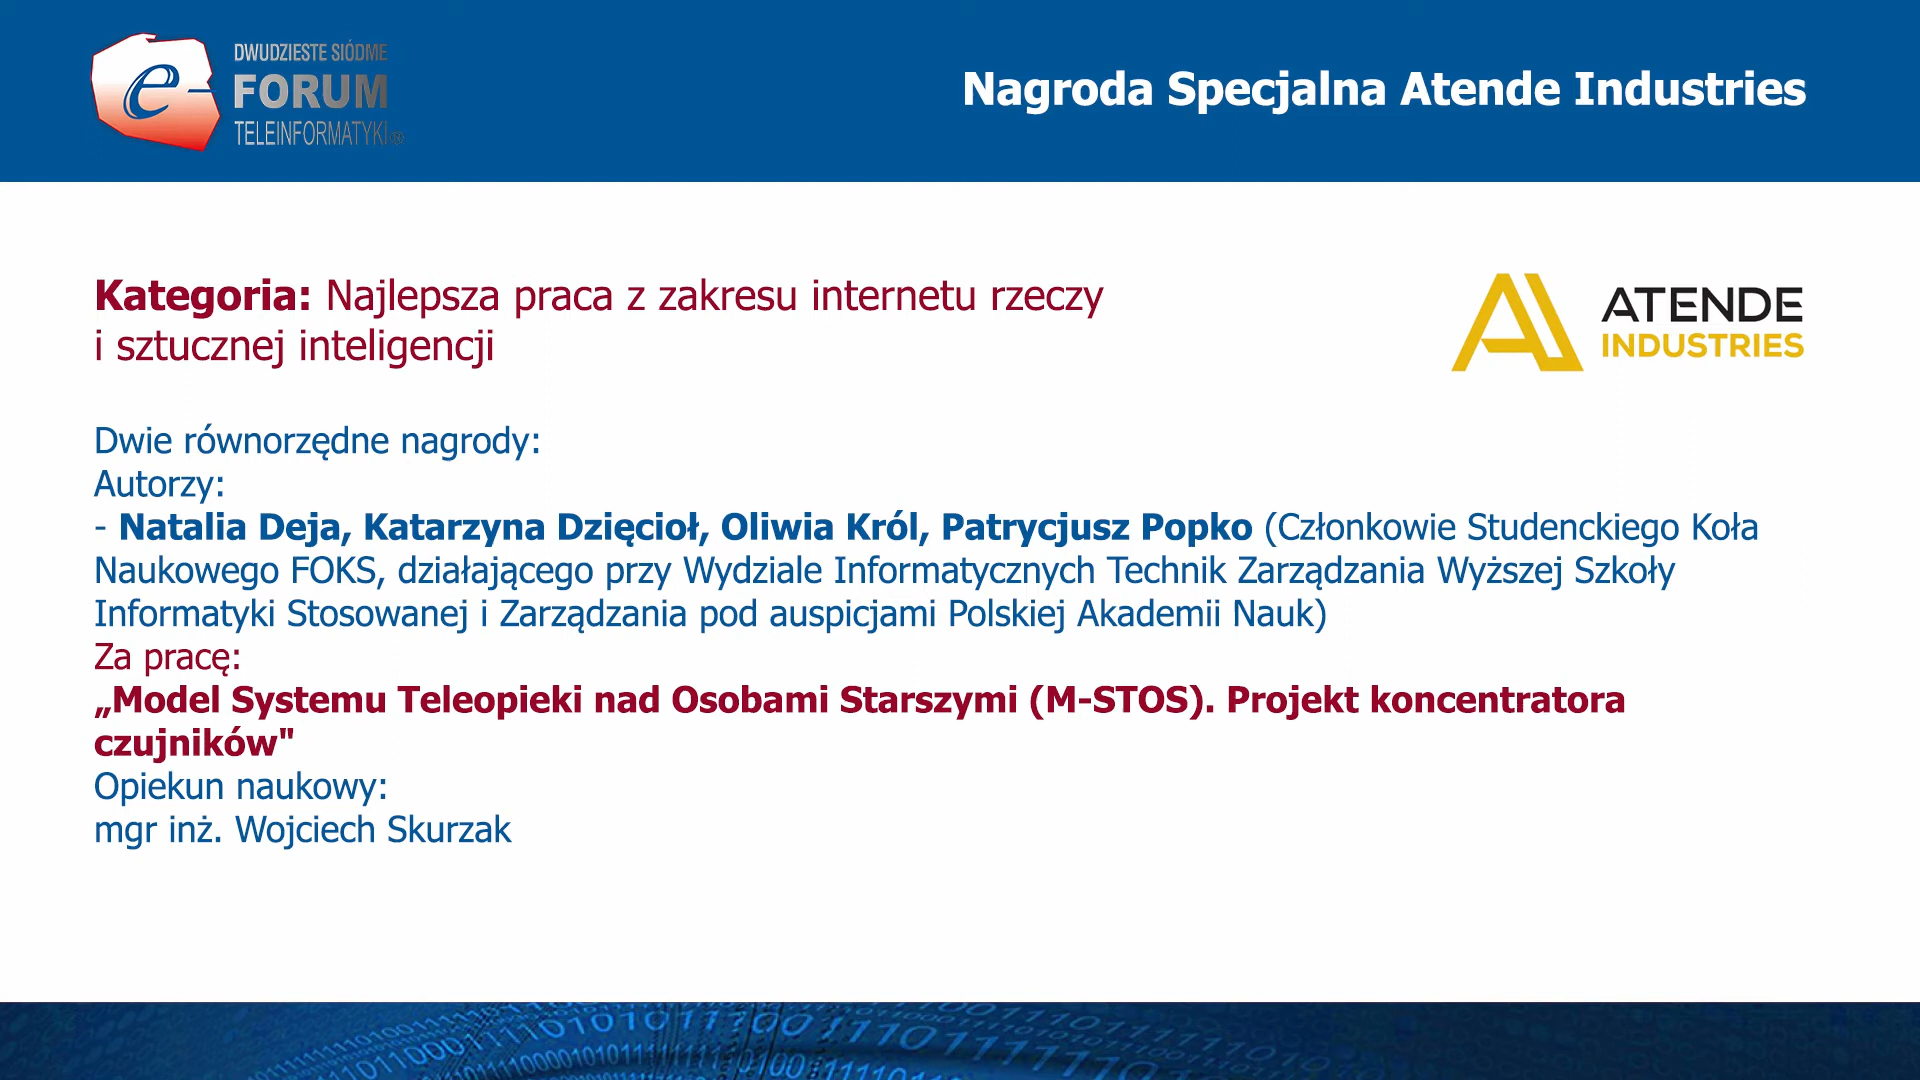 DWUDZIESTE SIÓDME
e-
FORUM
TELEINFORMATYKI®
Nagroda Specjalna Atende Industries
Kategoria: Najlepsza praca z zakresu internetu rzeczy
i sztucznej inteligencji
ATENDE
INDUSTRIES
Dwie równorzędne nagrody:
Autorzy:
- Natalia Deja, Katarzyna Dzięcioł, Oliwia Król, Patrycjusz Popko (Członkowie Studenckiego Koła
Naukowego FOKS, działającego przy Wydziale Informatycznych Technik Zarządzania Wyższej Szkoły
Informatyki Stosowanej i Zarządzania pod auspicjami Polskiej Akademii Nauk)
Za pracę:
„Model Systemu Teleopieki nad Osobami Starszymi (M-STOS). Projekt koncentratora
czujników"
Opiekun naukowy:
mgr inż. Wojciech Skurzak